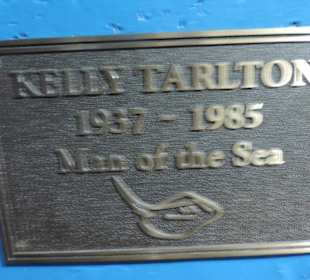 KELLY TARLTON
1937 - 1985
Man of the Sea